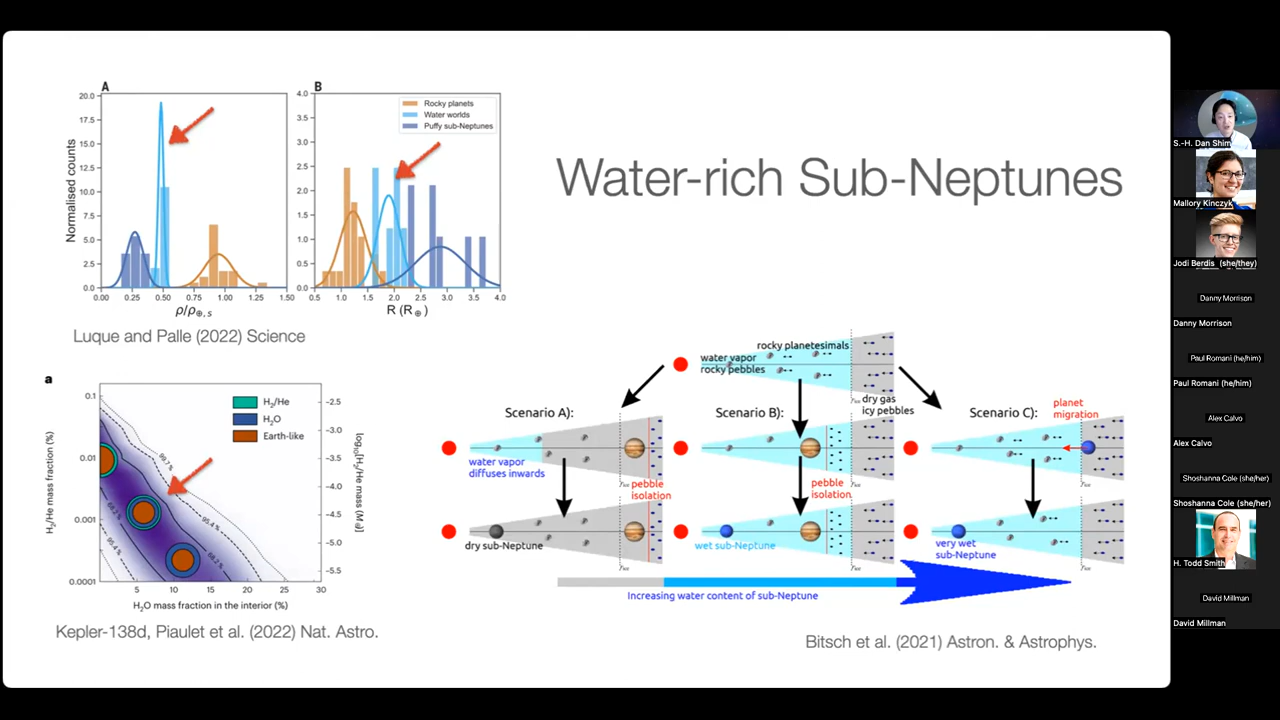 Water-rich Sub-Neptunes
A
Normalised counts
20.0
17.5
15.0
12.5
10.0
7.5
5.0
2.5
0.0
0.00
0.25
0.50
0.75
1.00
1.25
1.50
ρ/ρ⊕,s
B
4.0
3.5
3.0
2.5
2.0
1.5
1.0
0.5
0.0
Rocky planets
Water worlds
Puffy sub-Neptunes
0.5
1.0
1.5
2.0
2.5
3.0
3.5
4.0
R (R⊕)
Luque and Palle (2022) Science
a
H2/He mass fraction (%)
0.1
0.01
0.001
0.0001
H2/He
H2O
Earth-like
99.7 %
95.4 %
68.2 %
95.4 %
68.2 %
-2.5
-3.0
-3.5
-4.0
-4.5
-5.0
-5.5
5
10
15
20
25
30
H2O mass fraction in the interior (%)
Kepler-138d, Piaulet et al. (2022) Nat. Astro.
rocky planetesimals
water vapor
rocky pebbles
dry gas
icy pebbles
Scenario A):
Scenario B):
Scenario C):
planet
migration
water vapor
diffuses inwards
pebble
isolation
pebble
isolation
dry sub-Neptune
wet sub-Neptune
very wet
sub-Neptune
Increasing water content of sub-Neptune
Bitsch et al. (2021) Astron. & Astrophys.
S.-H. Dan Shim
Mallory Kinczyk
Jodi Berdis (she/they)
Danny Morrison
Danny Morrison
Paul Romani (he/him)
Paul Romani (he/him)
Alex Calvo
Alex Calvo
Shoshanna Cole (she/her)
Shoshanna Cole (she/her)
H. Todd Smith
David Millman
David Millman